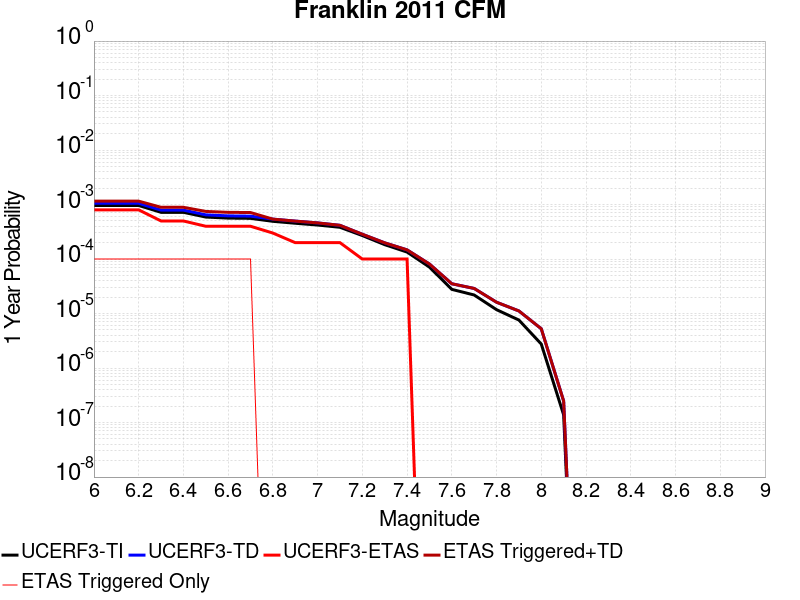 Franklin 2011 CFM
10^0
10^-1
10^-2
10^-3
10^-4
10^-5
10^-6
10^-7
10^-8
1 Year Probability
6 6.2 6.4 6.6 6.8 7 7.2 7.4 7.6 7.8 8 8.2 8.4 8.6 8.8 9
Magnitude
UCERF3-TI UCERF3-TD UCERF3-ETAS ETAS Triggered+TD
ETAS Triggered Only